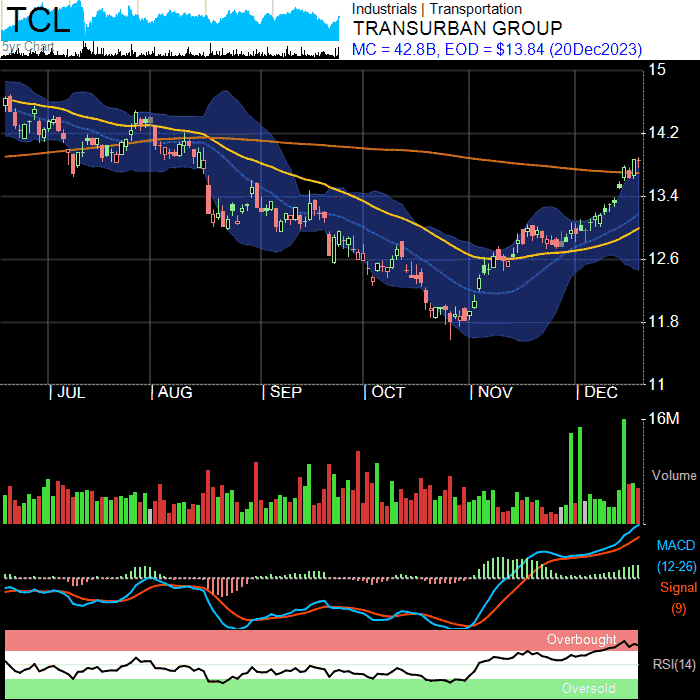 TCL
5yr Chart
Industrials | Transportation
TRANSURBAN GROUP
MC = 42.8B, EOD = $13.84 (20Dec2023)
15
14.2
13.4
12.6
11.8
11
| JUL | AUG | SEP | OCT | NOV | DEC
16M
Volume
MACD
(12-26)
Signal
(9)
Overbought
RSI(14)
Oversold